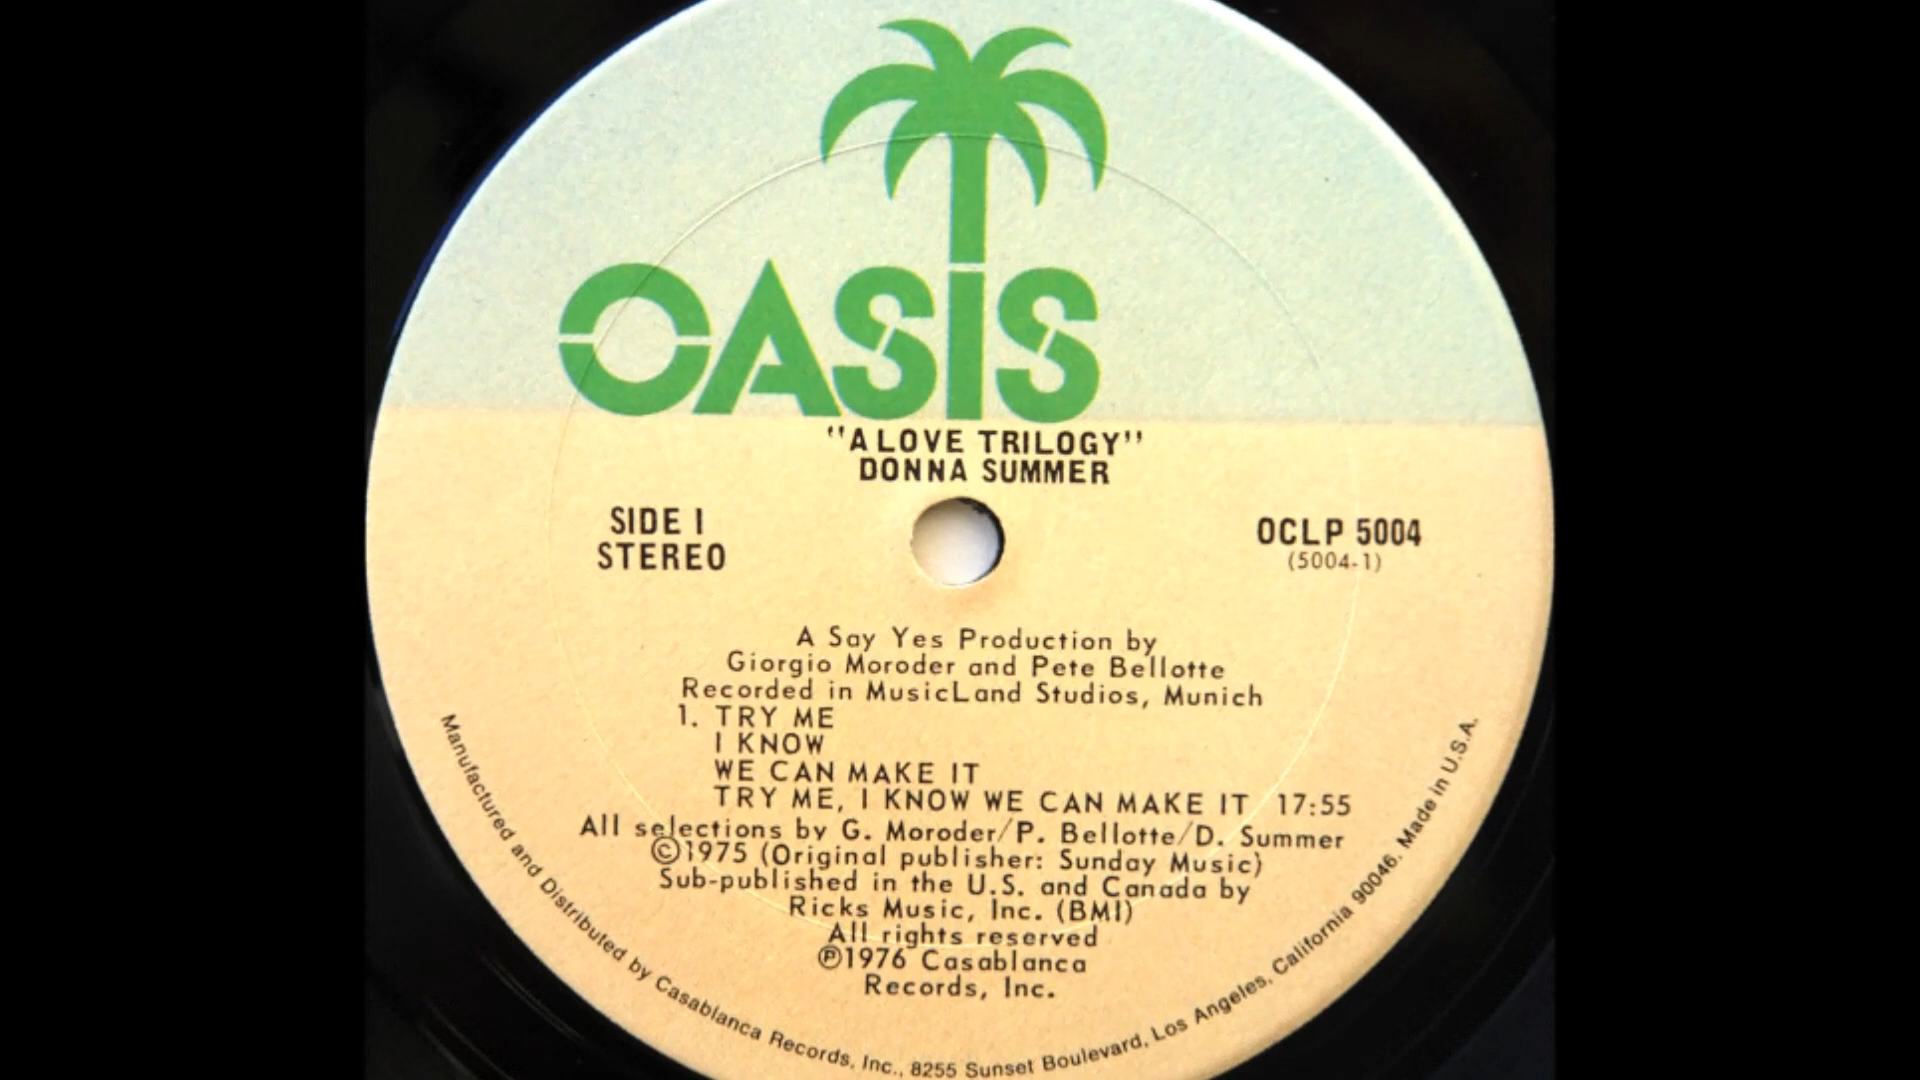 OASIS
"A LOVE TRILOGY"
DONNA SUMMER
SIDE 1
STEREO
OCLP 5004
(5004-1)
A Say Yes Production by
Giorgio Moroder and Pete Bellotte
Recorded in MusicLand Studios, Munich
1. TRY ME
I KNOW
WE CAN MAKE IT
TRY ME, I KNOW WE CAN MAKE IT 17:55
All selections by G. Moroder/P. Bellotte/D. Summer
©1975 (Original publisher: Sunday Music)
Sub-published in the U.S. and Canada by
Ricks Music, Inc. (BMI)
All rights reserved
℗1976 Casablanca
Records, Inc.
Manufactured and Distributed by Casablanca Records, Inc., 8255 Sunset Boulevard, Los Angeles, California 90046. Made in U.S.A.